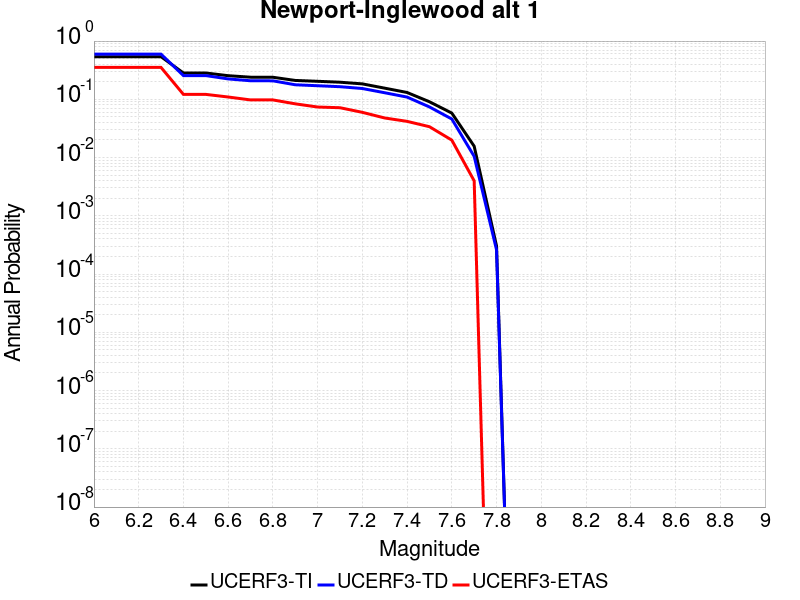 Newport-Inglewood alt 1
10^0
10^-1
10^-2
10^-3
10^-4
10^-5
10^-6
10^-7
10^-8
Annual Probability
6 6.2 6.4 6.6 6.8 7 7.2 7.4 7.6 7.8 8 8.2 8.4 8.6 8.8 9
Magnitude
UCERF3-TI UCERF3-TD UCERF3-ETAS